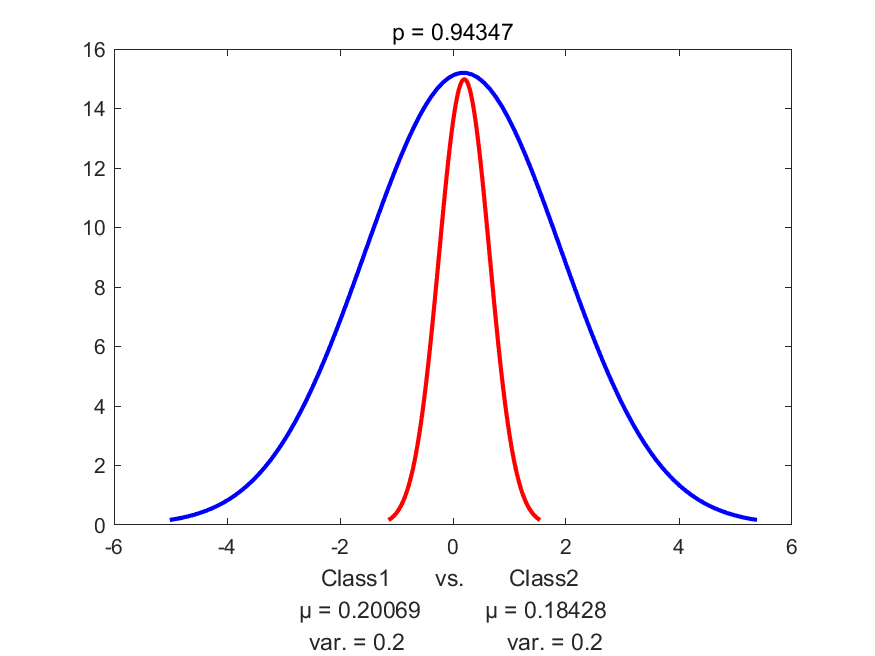 p = 0.94347
16
14
12
10
8
6
4
2
0
-6 -4 -2 0 2 4 6
Class1 vs. Class2
µ = 0.20069 µ = 0.18428
var. = 0.2 var. = 0.2